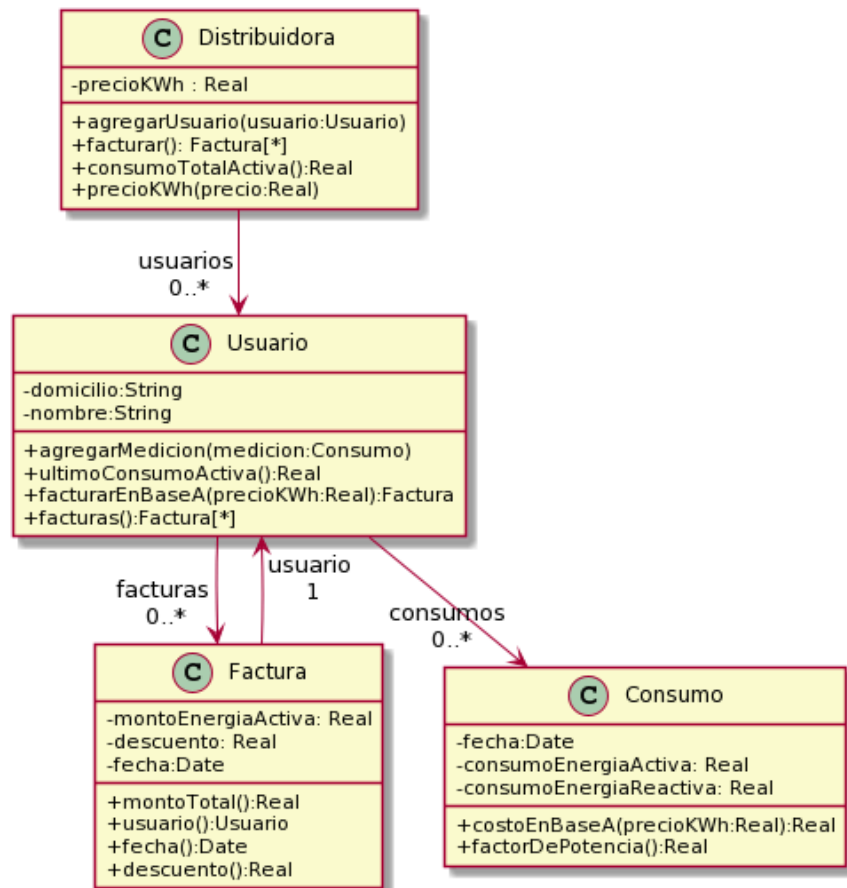 C Distribuidora
-precioKWh : Real
+agregarUsuario(usuario:Usuario)
+facturar(): Factura[*]
+consumoTotalActiva():Real
+precioKWh(precio:Real)
usuarios
0..*
C Usuario
-domicilio:String
-nombre:String
+agregarMedicion(medicion:Consumo)
+ultimoConsumoActiva():Real
+facturarEnBaseA(precioKWh:Real):Factura
+facturas():Factura[*]
facturas
0..*
usuario
1
consumos
0..*
C Factura
-montoEnergiaActiva: Real
-descuento: Real
-fecha:Date
+montoTotal():Real
+usuario():Usuario
+fecha():Date
+descuento():Real
C Consumo
-fecha:Date
-consumoEnergiaActiva: Real
-consumoEnergiaReactiva: Real
+costoEnBaseA(precioKWh:Real):Real
+factorDePotencia():Real